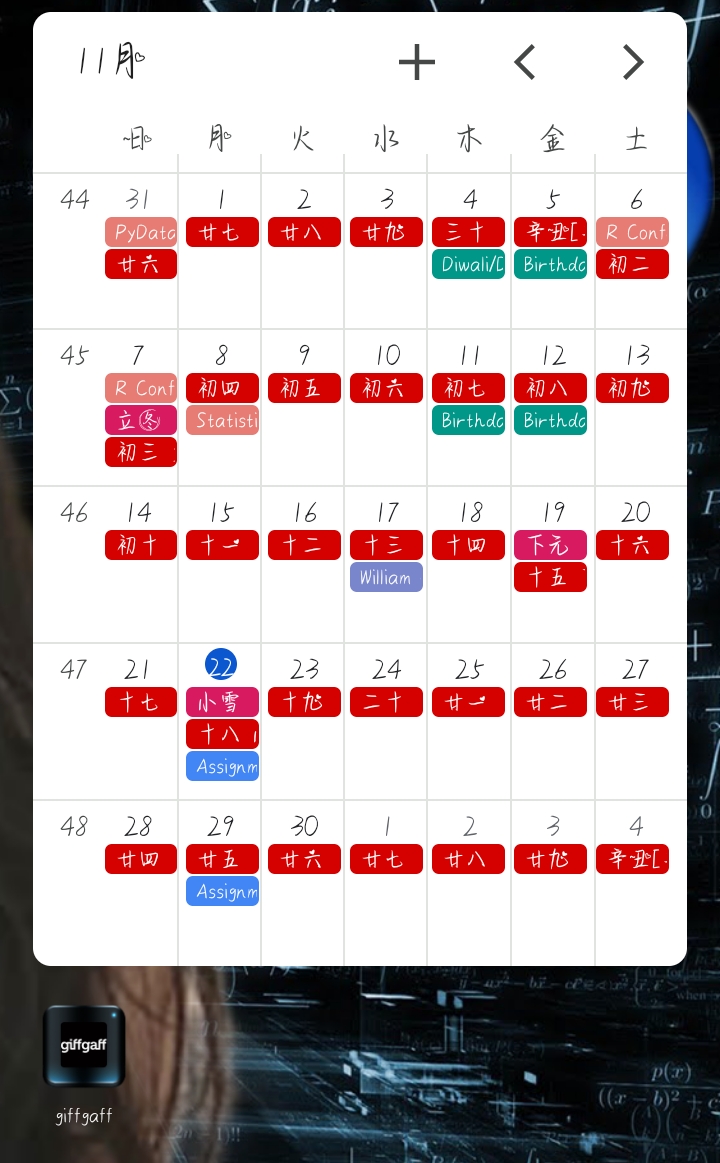 11月
日 月 火 水 木 金 土
44 31 1 2 3 4 5 6
PyData 廿七 廿八 廿九 三十 辛丑[. R Conf
廿六 Diwali/D Birthda 初二
45 7 8 9 10 11 12 13
R Conf 初四 初五 初六 初七 初八 初九
立冬 Statisti Birthda Birthda
初三
46 14 15 16 17 18 19 20
初十 十一 十二 十三 十四 下元 十六
William 十五
47 21 22 23 24 25 26 27
十七 小雪 十九 二十 廿一 廿二 廿三
十八
Assignm
48 28 29 30 1 2 3 4
廿四 廿五 廿六 廿七 廿八 廿九 辛丑[.
Assignm
y = ax² − bx − c
when
p(x)
((x − b)² + c
giffgaff
giffgaff